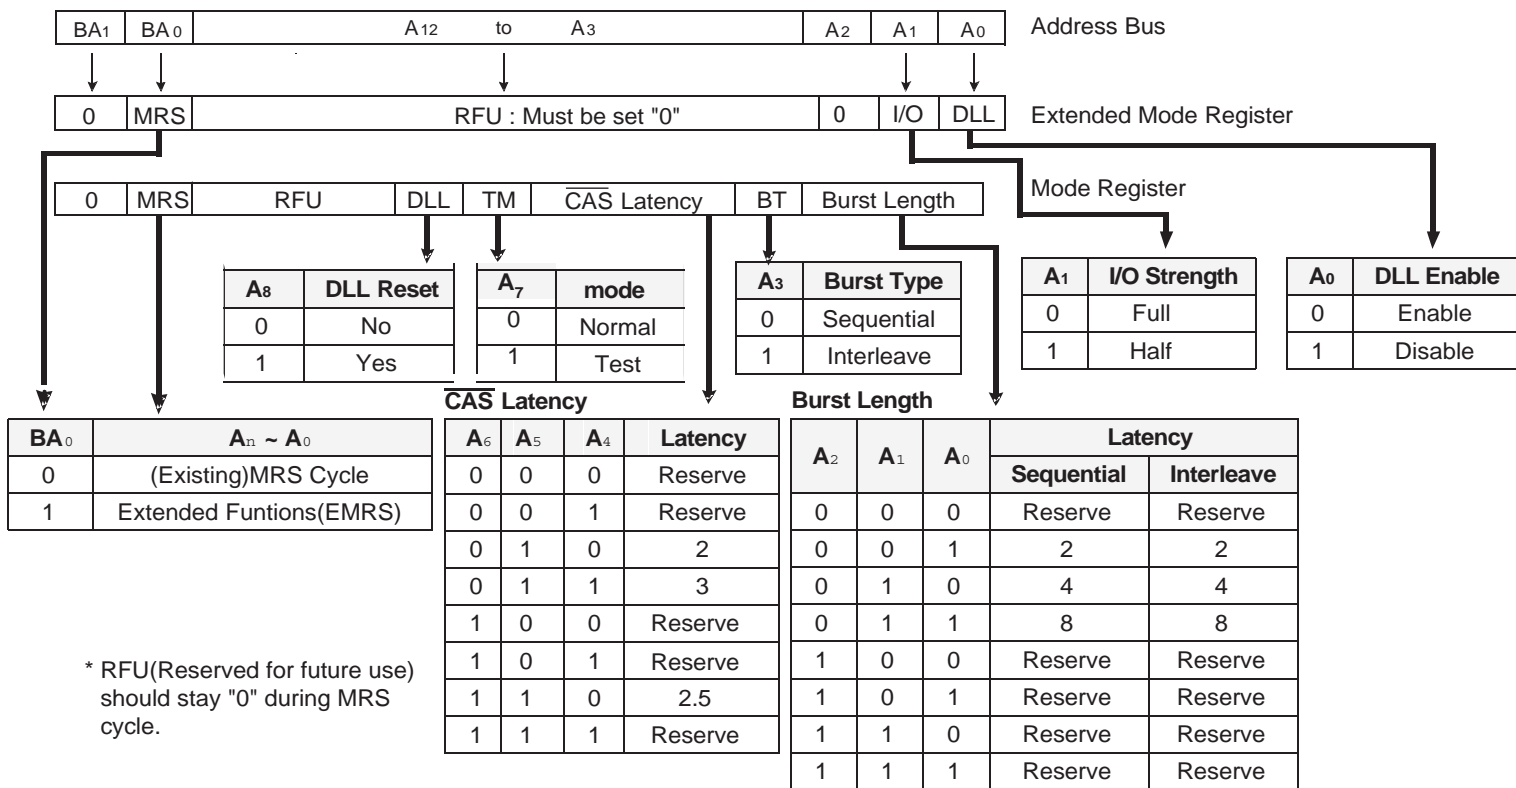 BA1 BA0 A12 to A3 A2 A1 A0 Address Bus
0 MRS RFU : Must be set "0" 0 I/O DLL Extended Mode Register
0 MRS RFU DLL TM CAS Latency BT Burst Length Mode Register
A8 DLL Reset
0 No
1 Yes
A7 mode
0 Normal
1 Test
A3 Burst Type
0 Sequential
1 Interleave
A1 I/O Strength
0 Full
1 Half
A0 DLL Enable
0 Enable
1 Disable
BA0 An ~ A0
0 (Existing)MRS Cycle
1 Extended Funtions(EMRS)
CAS Latency
A6 A5 A4 Latency
0 0 0 Reserve
0 0 1 Reserve
0 1 0 2
0 1 1 3
1 0 0 Reserve
1 0 1 Reserve
1 1 0 2.5
1 1 1 Reserve
Burst Length
A2 A1 A0 Latency
Sequential Interleave
0 0 0 Reserve Reserve
0 0 1 2 2
0 1 0 4 4
0 1 1 8 8
1 0 0 Reserve Reserve
1 0 1 Reserve Reserve
1 1 0 Reserve Reserve
1 1 1 Reserve Reserve
* RFU(Reserved for future use)
should stay "0" during MRS
cycle.